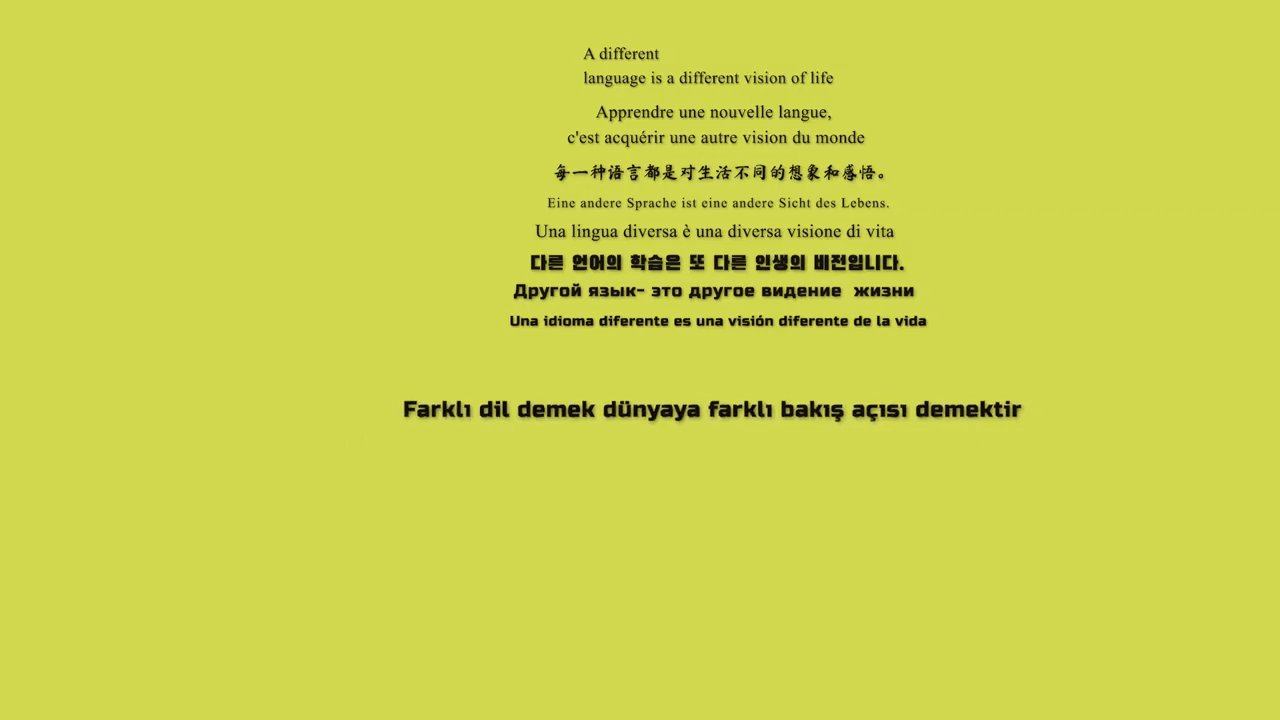 A different
language is a different vision of life
Apprendre une nouvelle langue,
c'est acquérir une autre vision du monde
每一种语言都是对生活不同的想象和感悟。
Eine andere Sprache ist eine andere Sicht des Lebens.
Una lingua diversa è una diversa visione di vita
다른 언어의 학습은 또 다른 인생의 비전입니다.
Другой язык- это другое видение  жизни
Una idioma diferente es una visión diferente de la vida
Farklı dil demek dünyaya farklı bakış açısı demektir